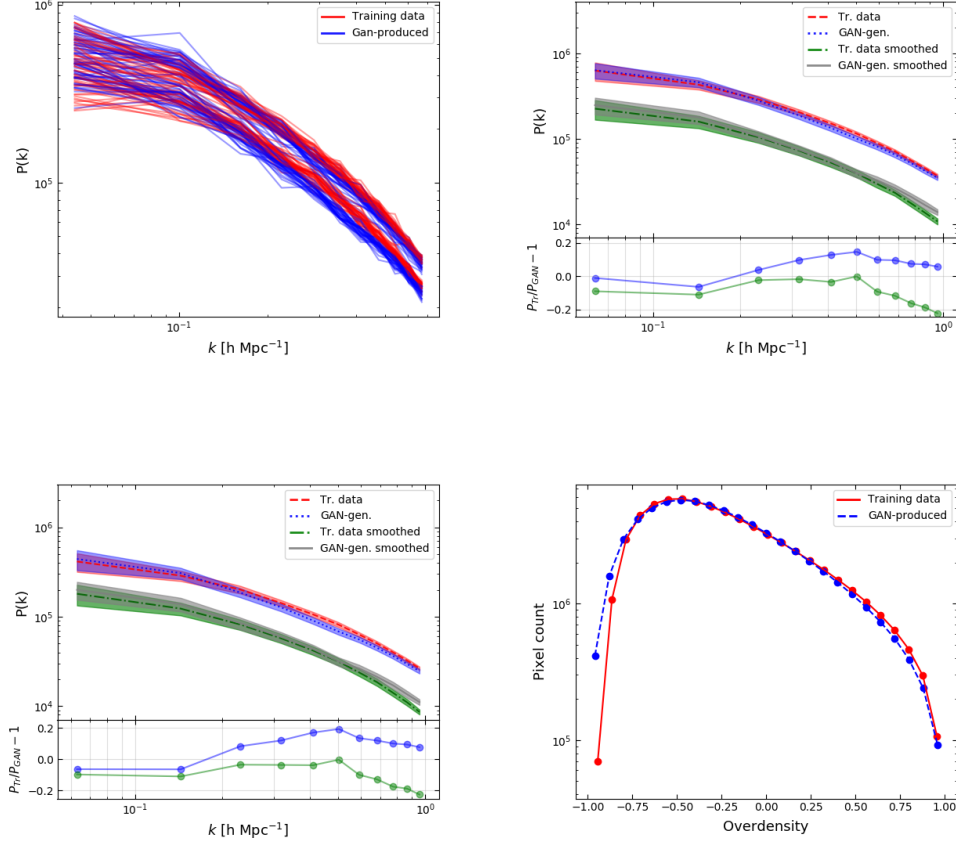 10⁶
10⁵
P(k)
Training data
Gan-produced
10⁻¹
k [h Mpc⁻¹]
10⁶
10⁵
10⁴
P(k)
Tr. data
GAN-gen.
Tr. data smoothed
GAN-gen. smoothed
0.2
0.0
−0.2
P_Tr/P_GAN − 1
10⁻¹
10⁰
k [h Mpc⁻¹]
10⁶
10⁵
10⁴
P(k)
Tr. data
GAN-gen.
Tr. data smoothed
GAN-gen. smoothed
0.2
0.0
−0.2
P_Tr/P_GAN − 1
10⁻¹
10⁰
k [h Mpc⁻¹]
10⁶
10⁵
Pixel count
Training data
GAN-produced
−1.00 −0.75 −0.50 −0.25 0.00 0.25 0.50 0.75 1.00
Overdensity